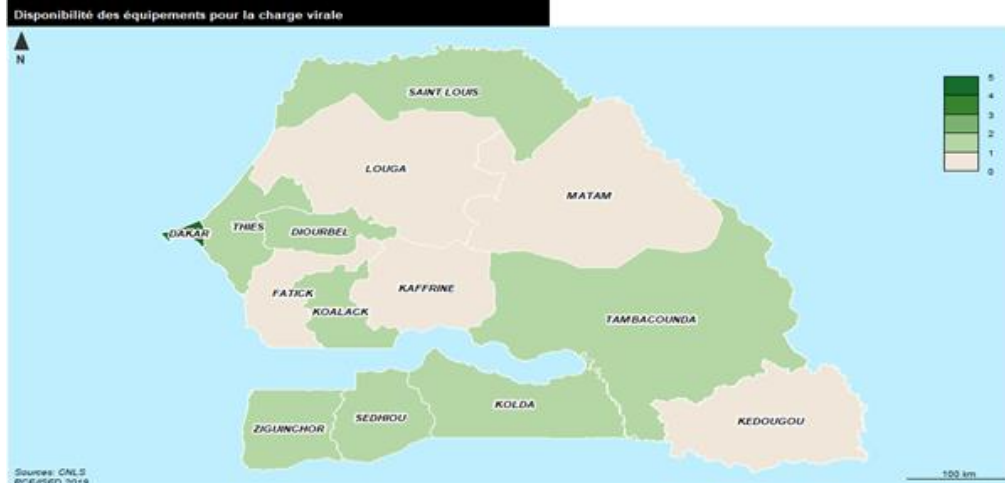 Disponibilité des équipements pour la charge virale
N
SAINT LOUIS
5
4
3
2
1
0
LOUGA
MATAM
DAKAR
THIES
DIOURBEL
FATICK
KAFFRINE
KOALACK
TAMBACOUNDA
KOLDA
SEDHIOU
ZIGUINCHOR
KEDOUGOU
Sources: CNLS
100 km